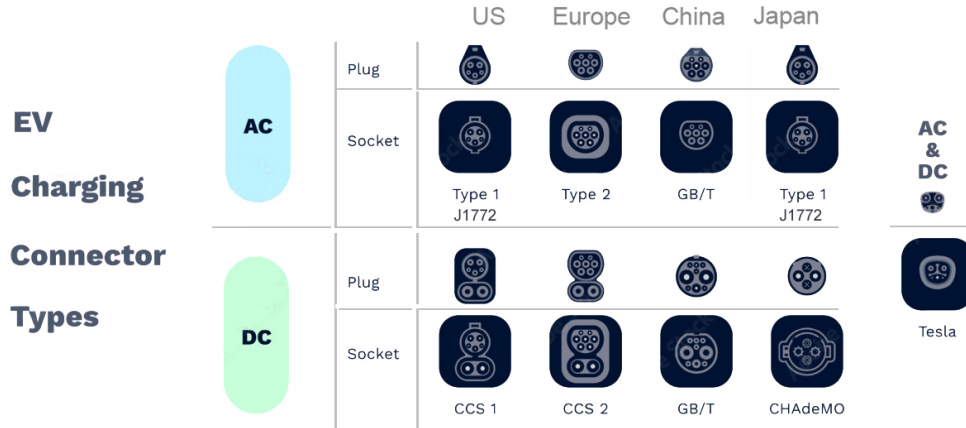 US Europe China Japan
Plug
EV
AC
Socket
AC
&
DC
Charging
Type 1
J1772
Type 2
GB/T
Type 1
J1772
Connector
Plug
Types
DC
Socket
Tesla
CCS 1
CCS 2
GB/T
CHAdeMO